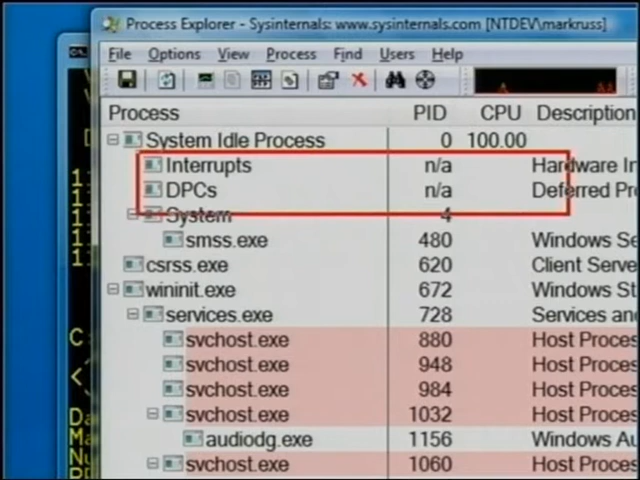 Process Explorer - Sysinternals: www.sysinternals.com [NTDEV\markruss]
File Options View Process Find Users Help
Process PID CPU Description
System Idle Process 0 100.00
Interrupts n/a Hardware In
DPCs n/a Deferred Pr
System 4
smss.exe 480 Windows S
csrss.exe 620 Client Serve
wininit.exe 672 Windows St
services.exe 728 Services and
svchost.exe 880 Host Proces
svchost.exe 948 Host Proces
svchost.exe 984 Host Proces
svchost.exe 1032 Host Proces
audiodg.exe 1156 Windows Au
svchost.exe 1060 Host Proces